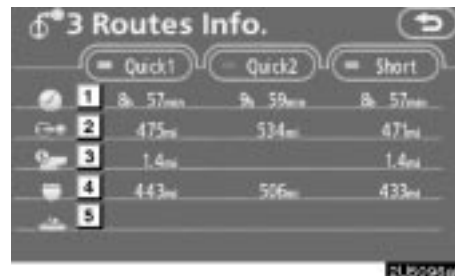 3 Routes Info.
Quick1 Quick2 Short
1 8h 57min 9h 59min 8h 57min
2 475mi 534mi 471mi
3 1.4mi 1.4mi
4 443mi 506mi 433mi
5